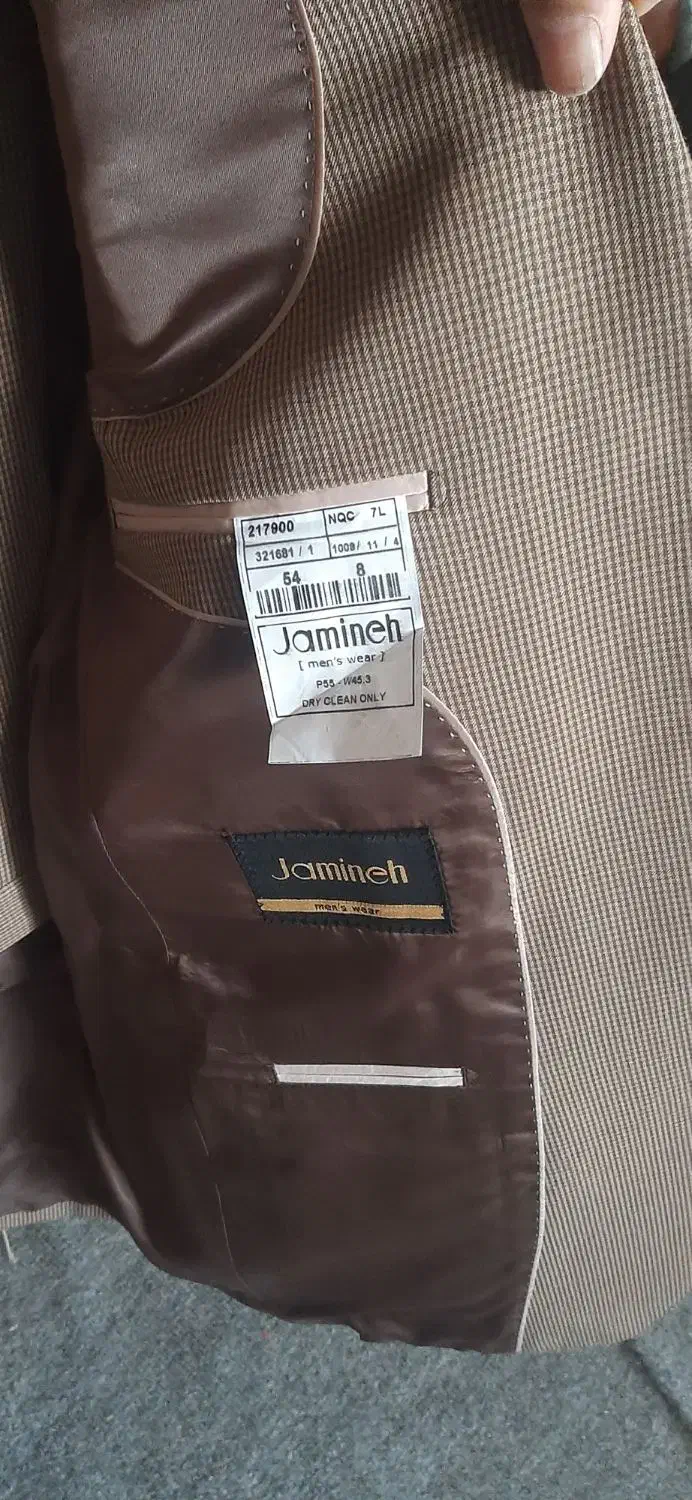 217900 NQC 7L
321681 / 1 1009/ 11 / 4
54 8
Jamineh
[ men's wear ]
P55 - W45.3
DRY CLEAN ONLY
Jamineh
men's wear